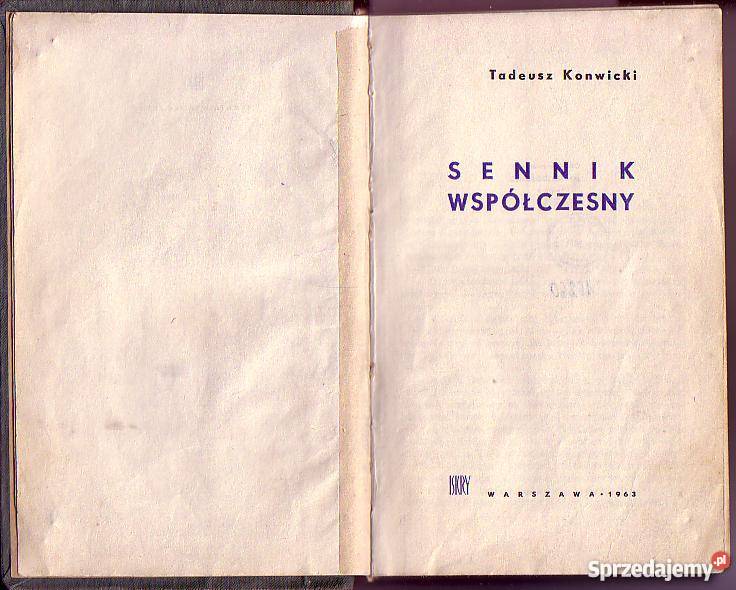 Tadeusz Konwicki
SENNIK
WSPÓŁCZESNY
ISKRY WARSZAWA • 1963
Sprzedajemy.pl